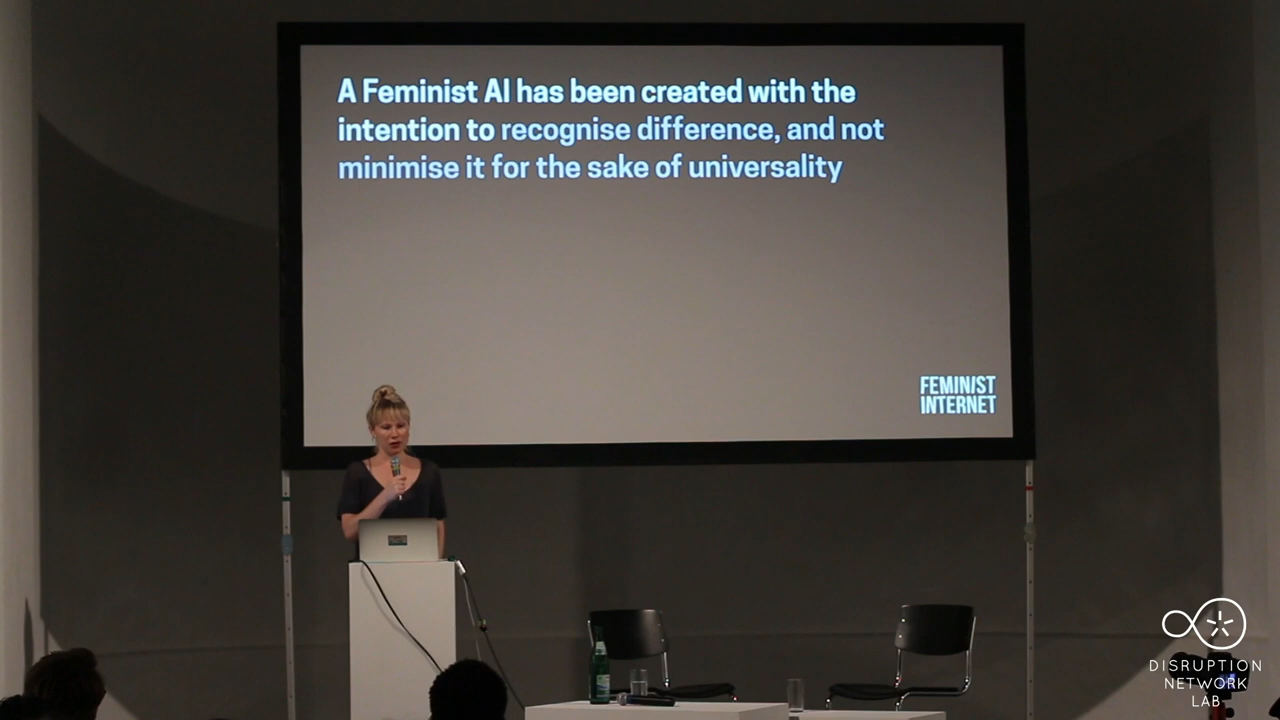 A Feminist AI has been created with the
intention to recognise difference, and not
minimise it for the sake of universality
FEMINIST
INTERNET
DISRUPTION
NETWORK
LAB